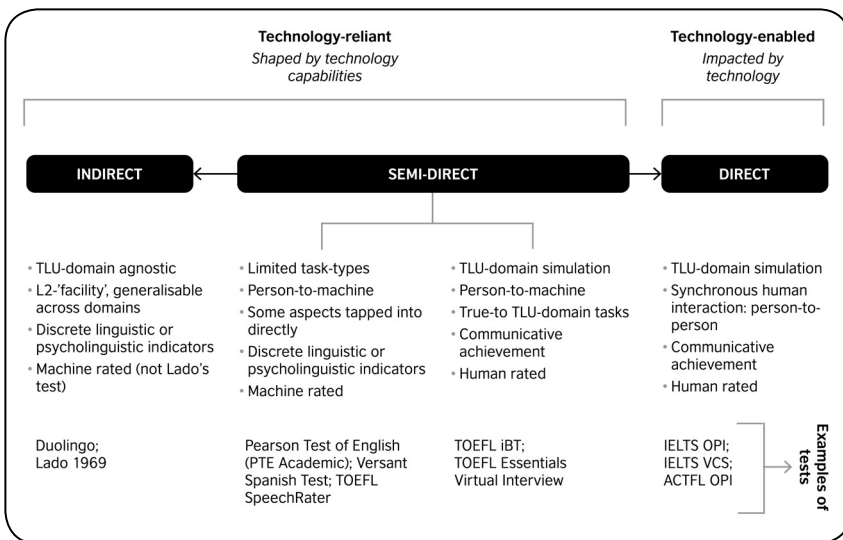 Technology-reliant
Shaped by technology
capabilities
Technology-enabled
Impacted by
technology
INDIRECT
SEMI-DIRECT
DIRECT
• TLU-domain agnostic
• L2-'facility', generalisable
across domains
• Discrete linguistic or
psycholinguistic indicators
• Machine rated (not Lado's
test)
• Limited task-types
• Person-to-machine
• Some aspects tapped into
directly
• Discrete linguistic or
psycholinguistic indicators
• Machine rated
• TLU-domain simulation
• Person-to-machine
• True-to TLU-domain tasks
• Communicative
achievement
• Human rated
• TLU-domain simulation
• Synchronous human
interaction: person-to-
person
• Communicative
achievement
• Human rated
Duolingo;
Lado 1969
Pearson Test of English
(PTE Academic); Versant
Spanish Test; TOEFL
SpeechRater
TOEFL iBT;
TOEFL Essentials
Virtual Interview
IELTS OPI;
IELTS VCS;
ACTFL OPI
Examples of
tests